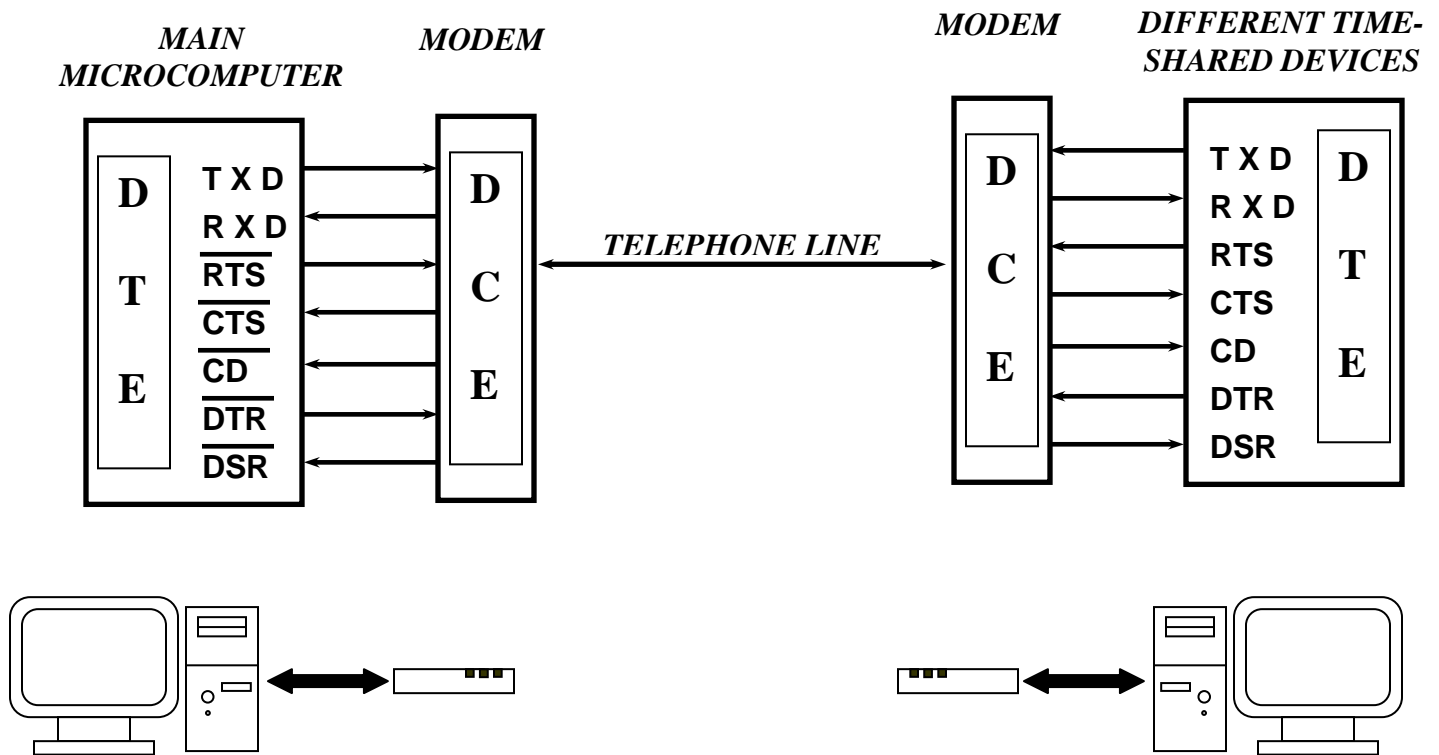 MAIN
MICROCOMPUTER
MODEM
MODEM
DIFFERENT TIME-
SHARED DEVICES
D
T
E
T X D
R X D
RTS
CTS
CD
DTR
DSR
D
C
E
TELEPHONE LINE
D
C
E
T X D
R X D
RTS
CTS
CD
DTR
DSR
D
T
E